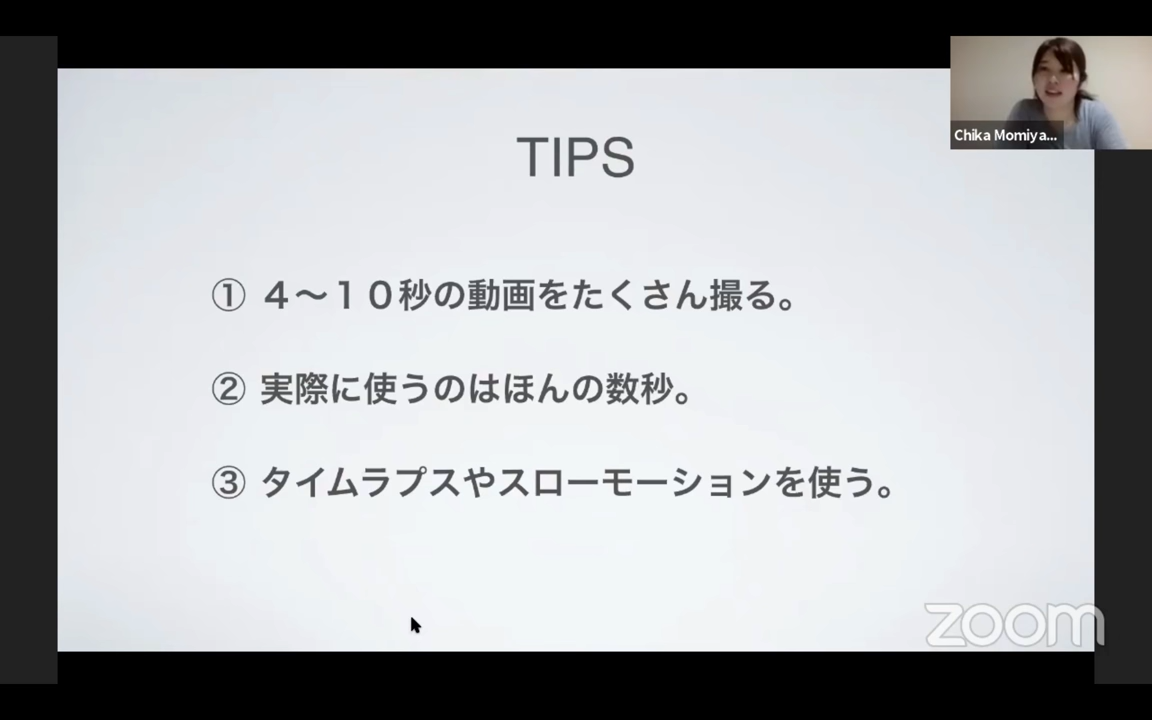 TIPS
① ４〜１０秒の動画をたくさん撮る。
② 実際に使うのはほんの数秒。
③ タイムラプスやスローモーションを使う。
Chika Momiya...
zoom